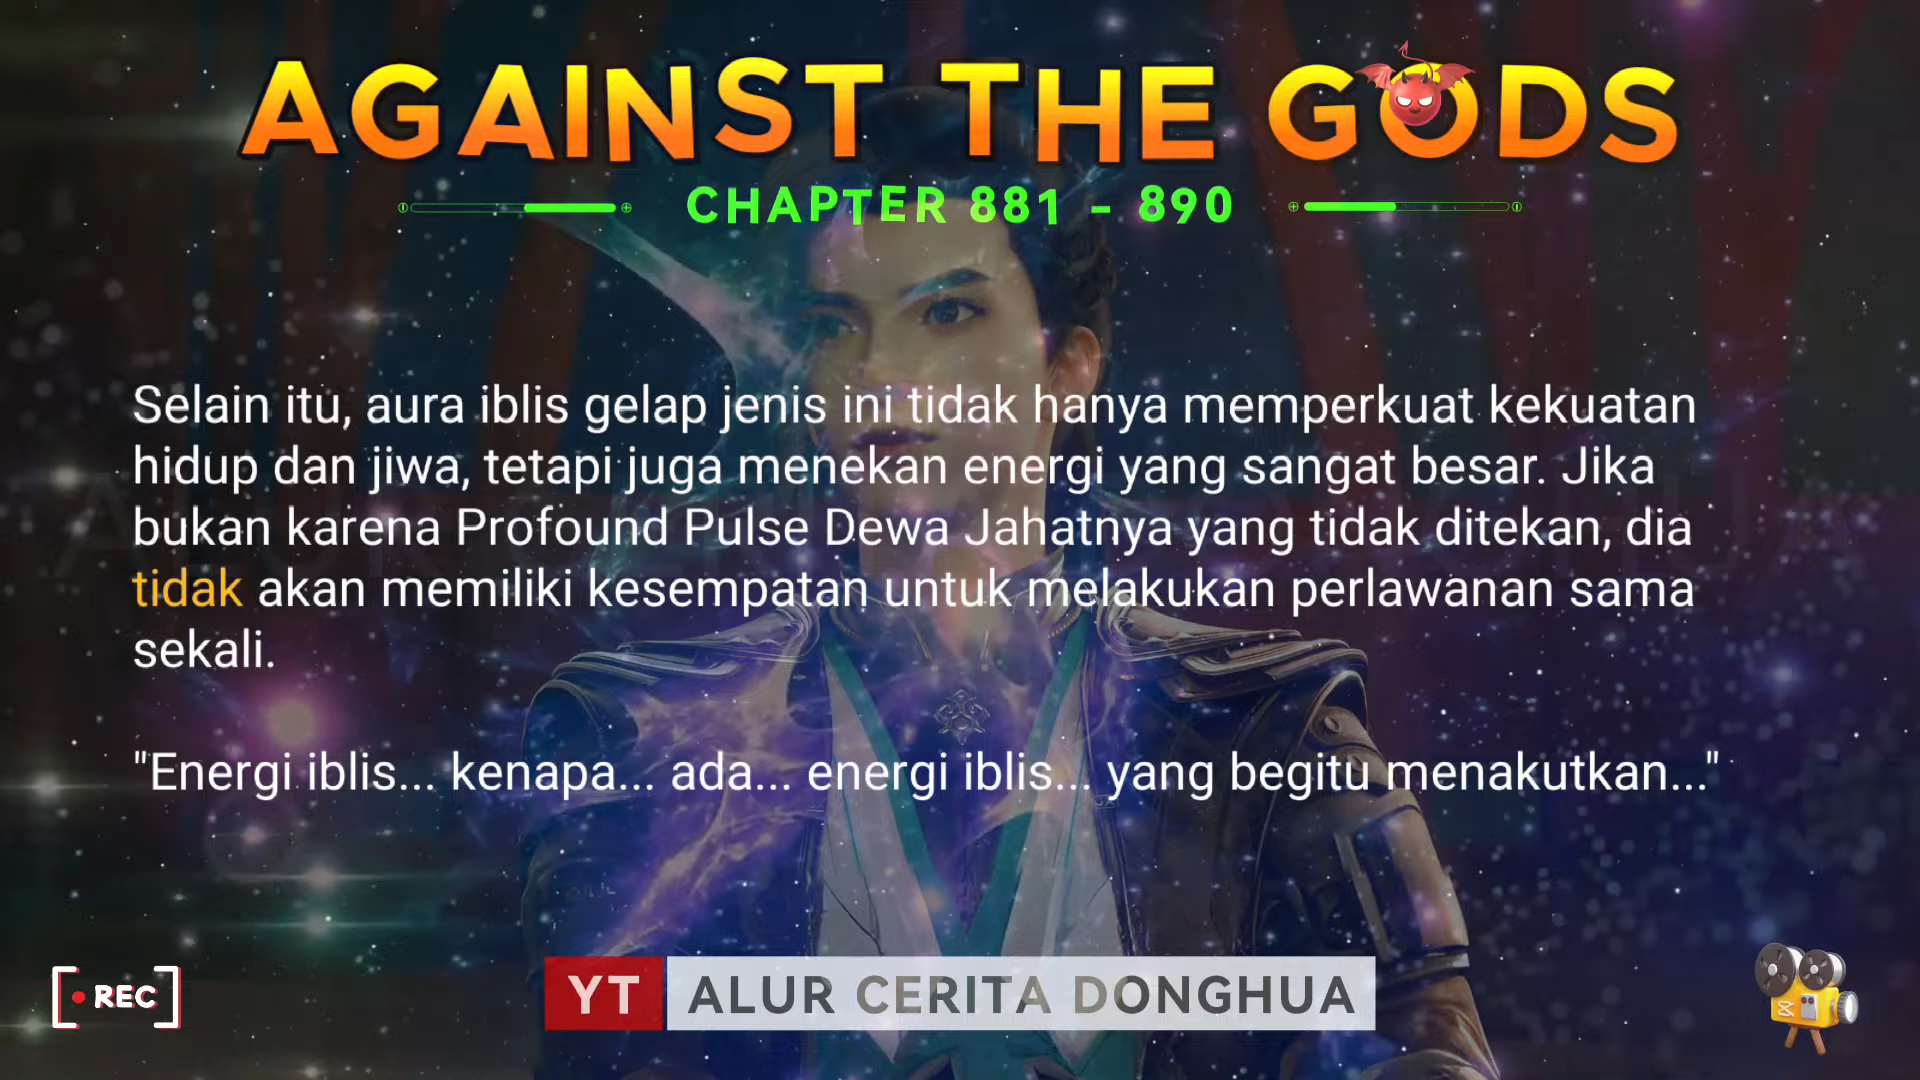 AGAINST THE GODS
CHAPTER 881 - 890
Selain itu, aura iblis gelap jenis ini tidak hanya memperkuat kekuatan
hidup dan jiwa, tetapi juga menekan energi yang sangat besar. Jika
bukan karena Profound Pulse Dewa Jahatnya yang tidak ditekan, dia
tidak akan memiliki kesempatan untuk melakukan perlawanan sama
sekali.
"Energi iblis... kenapa... ada... energi iblis... yang begitu menakutkan..."
REC
YT ALUR CERITA DONGHUA